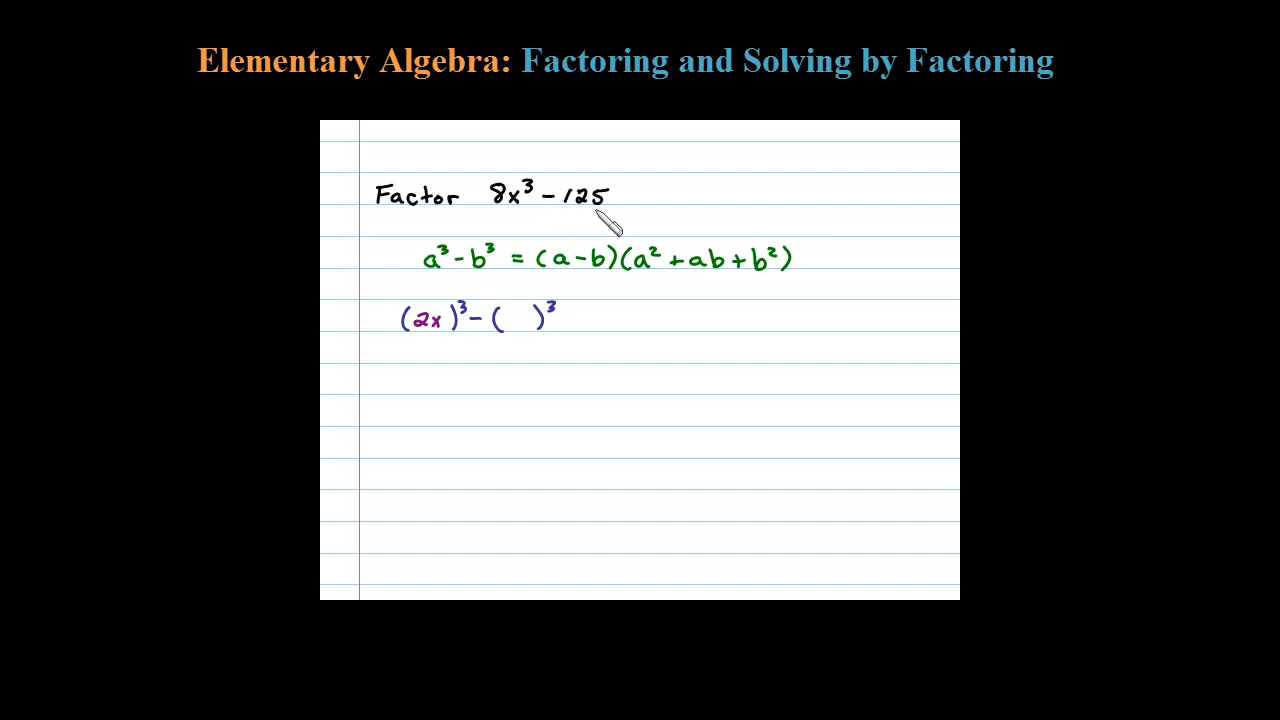 Elementary Algebra: Factoring and Solving by Factoring
Factor 8x³ - 125
a³ - b³ = (a - b)(a² + ab + b²)
(2x)³ - ( )³